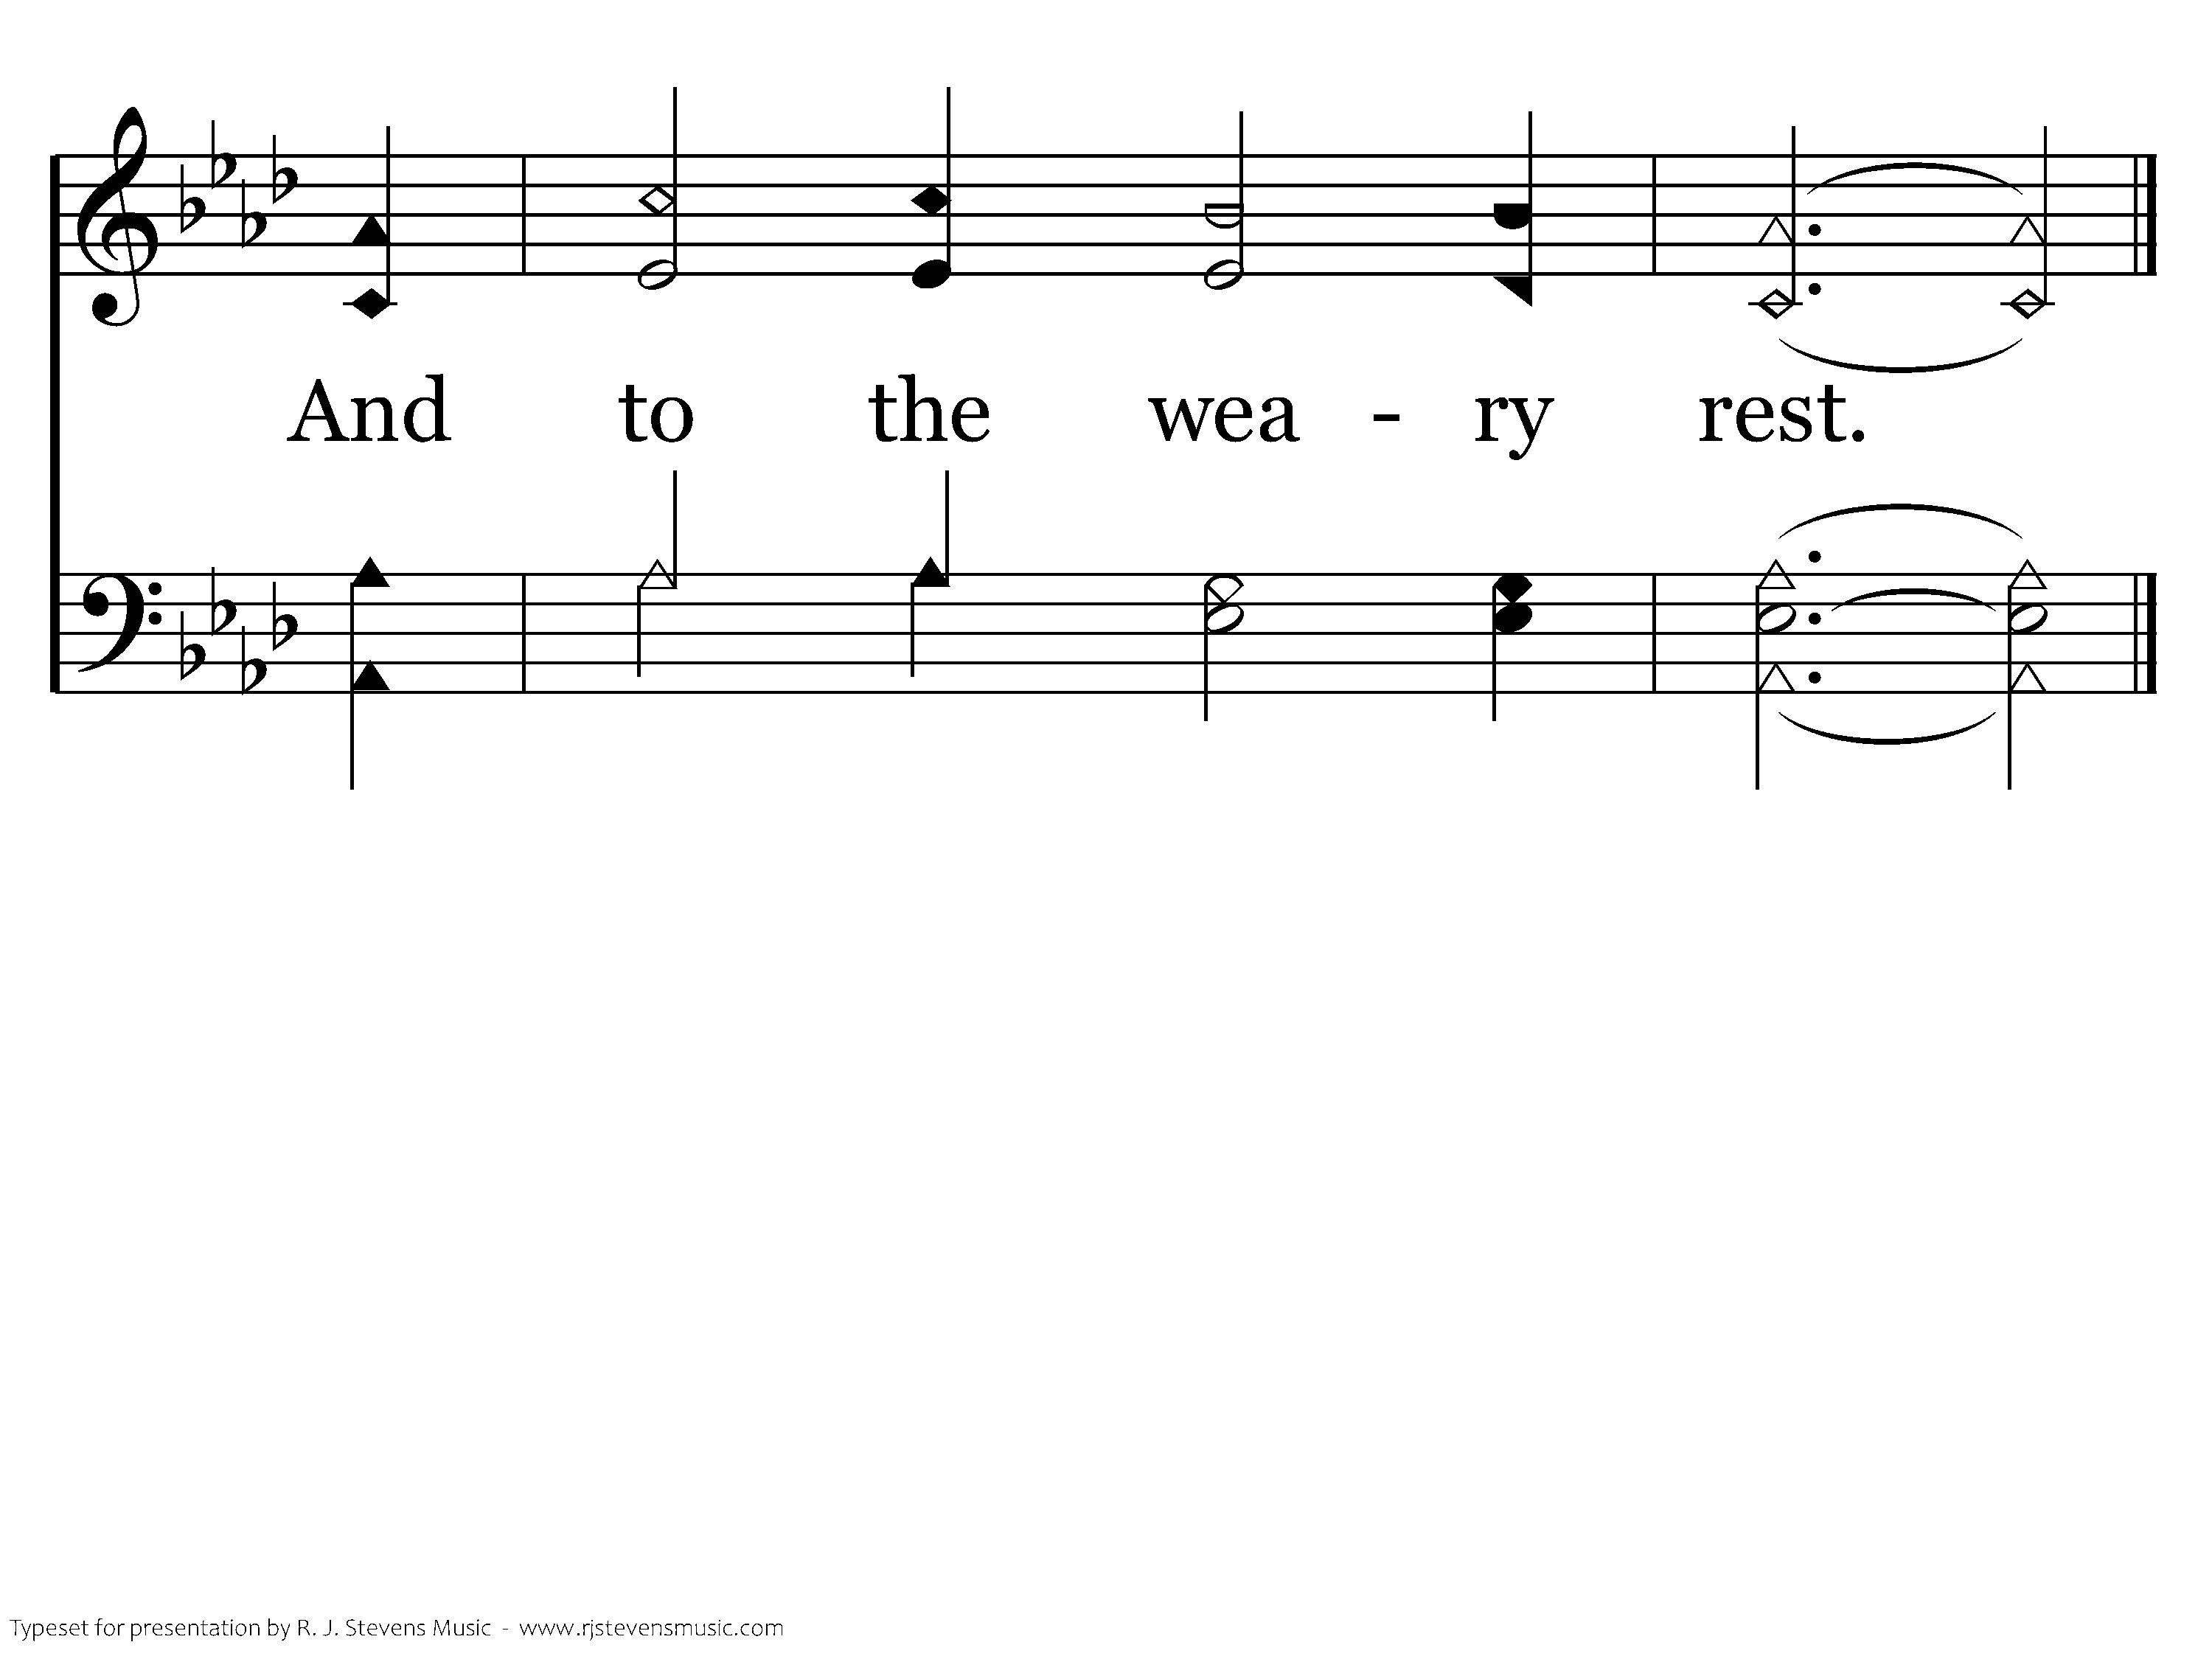 And to the wea - ry rest.
Typeset for presentation by R. J. Stevens Music - www.rjstevensmusic.com